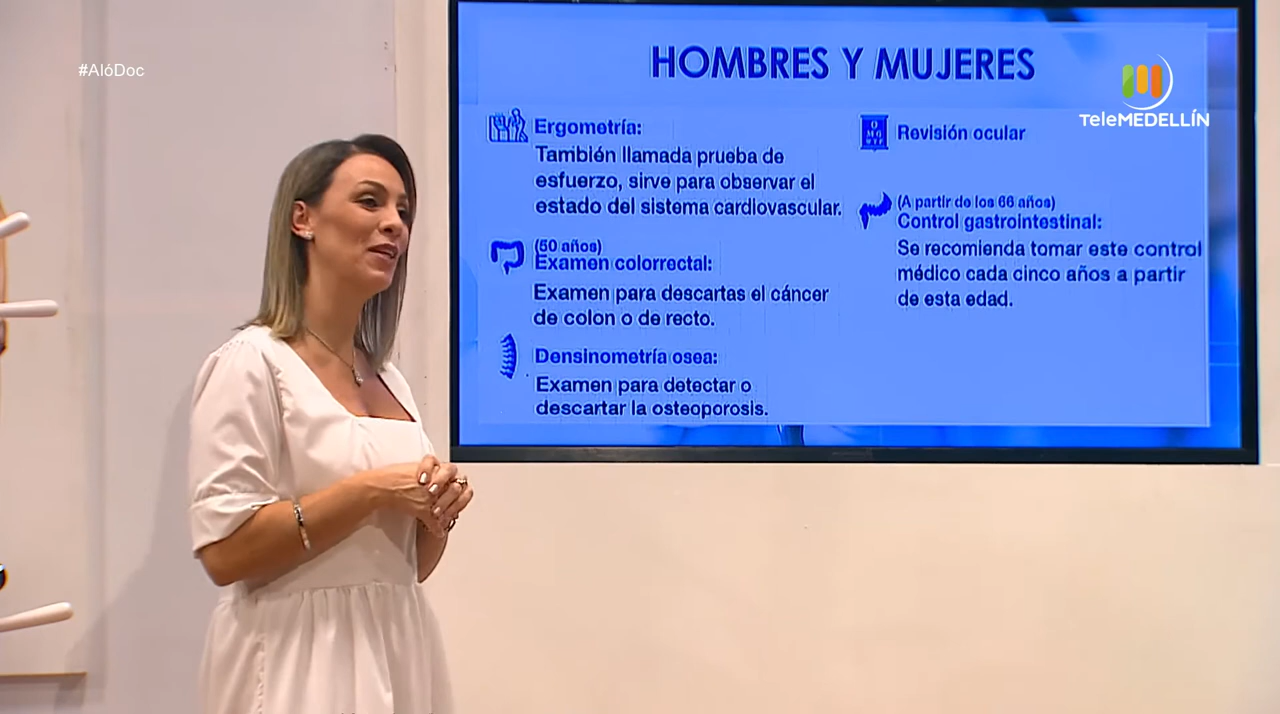 #AlóDoc
HOMBRES Y MUJERES
TeleMEDELLÍN
Ergometría:
También llamada prueba de
esfuerzo, sirve para observar el
estado del sistema cardiovascular.
(50 años)
Examen colorrectal:
Examen para descartas el cáncer
de colon o de recto.
Densinometría osea:
Examen para detectar o
descartar la osteoporosis.
Revisión ocular
(A partir de los 66 años)
Control gastrointestinal:
Se recomienda tomar este control
médico cada cinco años a partir
de esta edad.